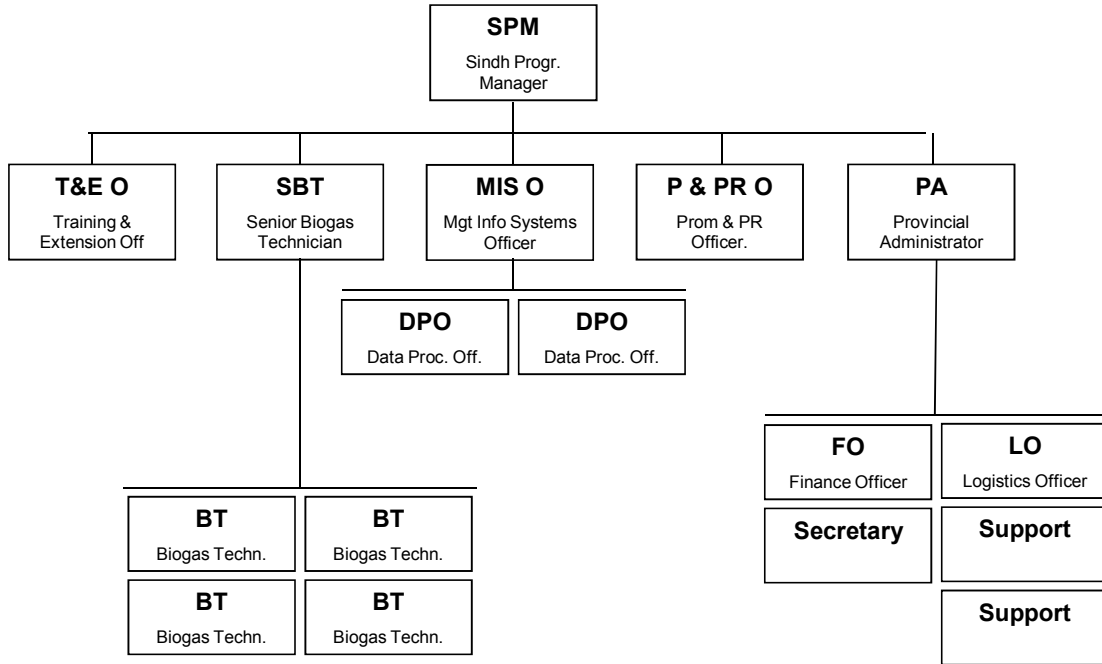 SPM
Sindh Progr.
Manager
T&E O
Training &
Extension Off
SBT
Senior Biogas
Technician
MIS O
Mgt Info Systems
Officer
P & PR O
Prom & PR
Officer.
PA
Provincial
Administrator
DPO
Data Proc. Off.
DPO
Data Proc. Off.
FO
Finance Officer
LO
Logistics Officer
Secretary
Support
Support
BT
Biogas Techn.
BT
Biogas Techn.
BT
Biogas Techn.
BT
Biogas Techn.